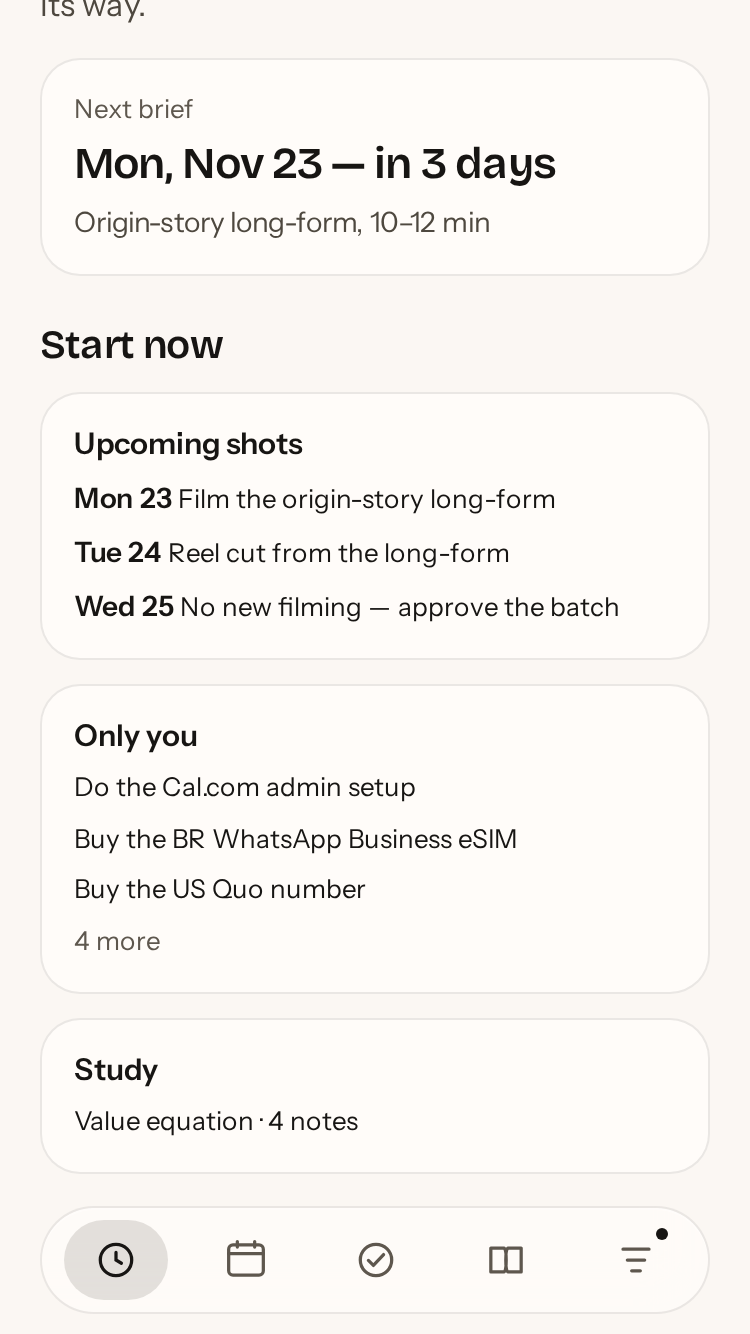 its way.
Next brief
Mon, Nov 23 — in 3 days
Origin-story long-form, 10–12 min
Start now
Upcoming shots
Mon 23 Film the origin-story long-form
Tue 24 Reel cut from the long-form
Wed 25 No new filming — approve the batch
Only you
Do the Cal.com admin setup
Buy the BR WhatsApp Business eSIM
Buy the US Quo number
4 more
Study
Value equation · 4 notes